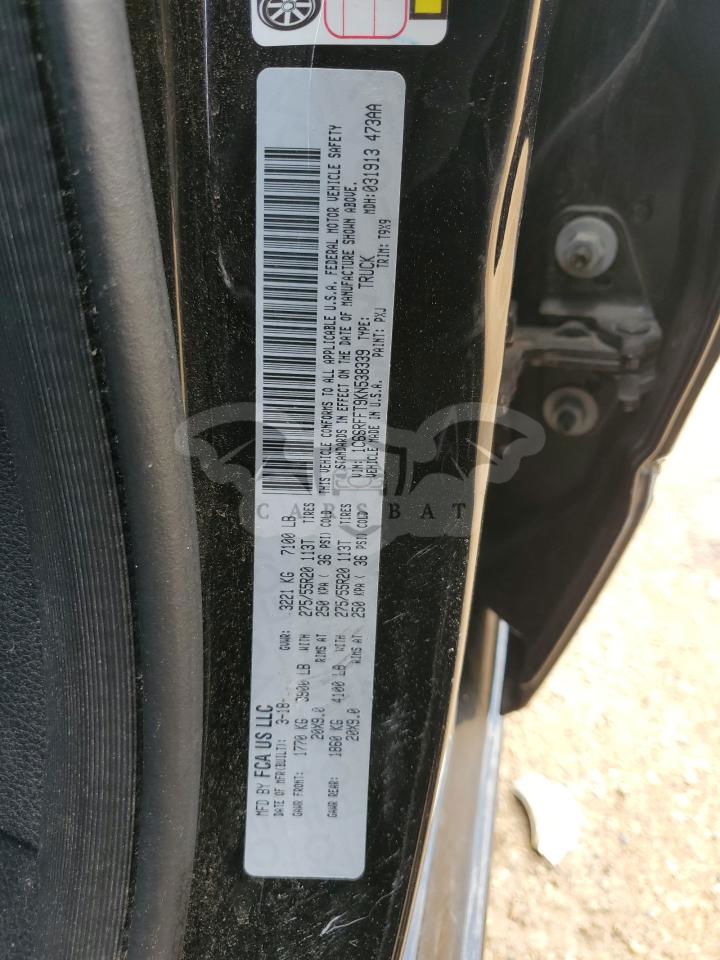 MFD BY FCA US LLC
DATE OF MFR(BUILT): 3-18- GVWR: 3221 KG 7100 LB
GAWR FRONT: 1770 KG 3900 LB WITH 275/55R20 113T TIRES
20X9.0 RIMS AT 250 KPA ( 36 PSI) COLD
GAWR REAR: 1860 KG 4100 LB WITH 275/55R20 113T TIRES
20X9.0 RIMS AT 250 KPA ( 36 PSI) COLD
THIS VEHICLE CONFORMS TO ALL APPLICABLE U.S.A. FEDERAL MOTOR VEHICLE SAFETY
STANDARDS IN EFFECT ON THE DATE OF MANUFACTURE SHOWN ABOVE.
VIN: 1C6SRFFT9KN538339 TYPE: TRUCK MDH:031913 473AA
VEHICLE MADE IN U.S.A. PAINT: PXJ TRIM: T9X9
CARSBAT